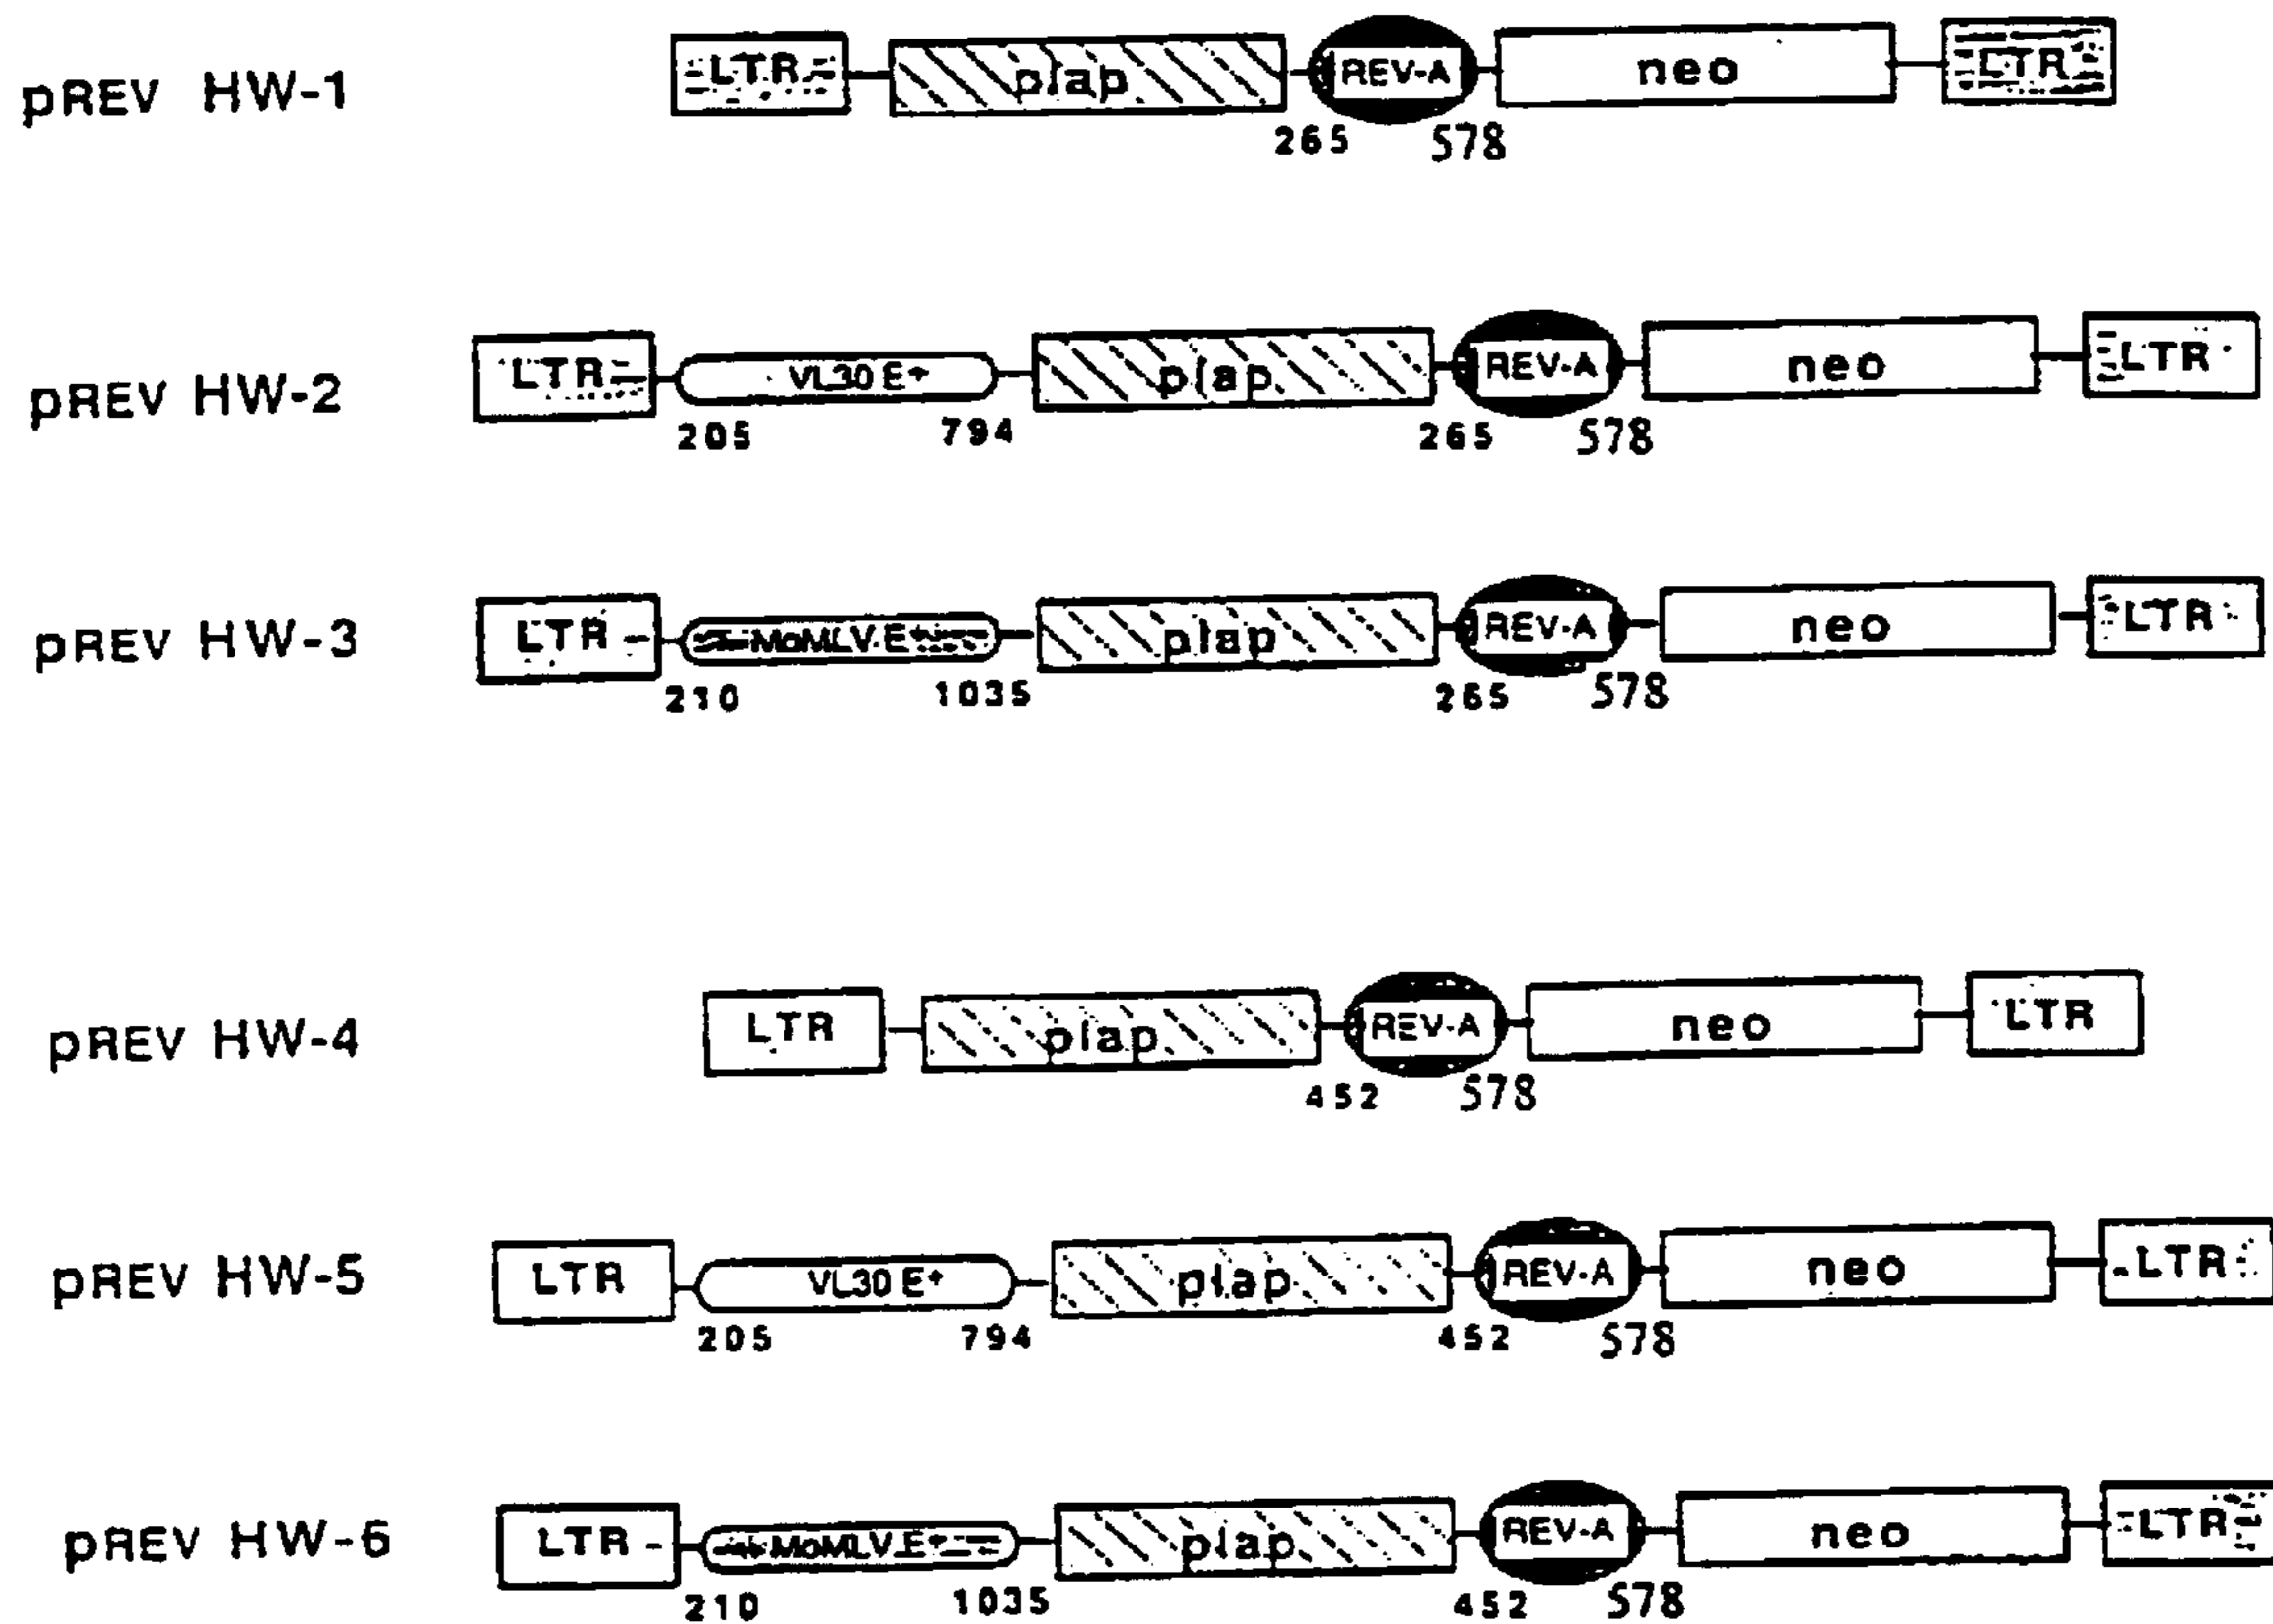 pREV HW-1 LTR plap REV-A neo LTR
265 578
pREV HW-2 LTR VL30 E+ plap REV-A neo LTR
205 794 265 578
pREV HW-3 LTR MoMLV E+ plap REV-A neo LTR
210 1035 265 578
pREV HW-4 LTR plap REV-A neo LTR
452 578
pREV HW-5 LTR VL30 E+ plap REV-A neo LTR
205 794 452 578
pREV HW-6 LTR MoMLV E+ plap REV-A neo LTR
210 1035 452 578